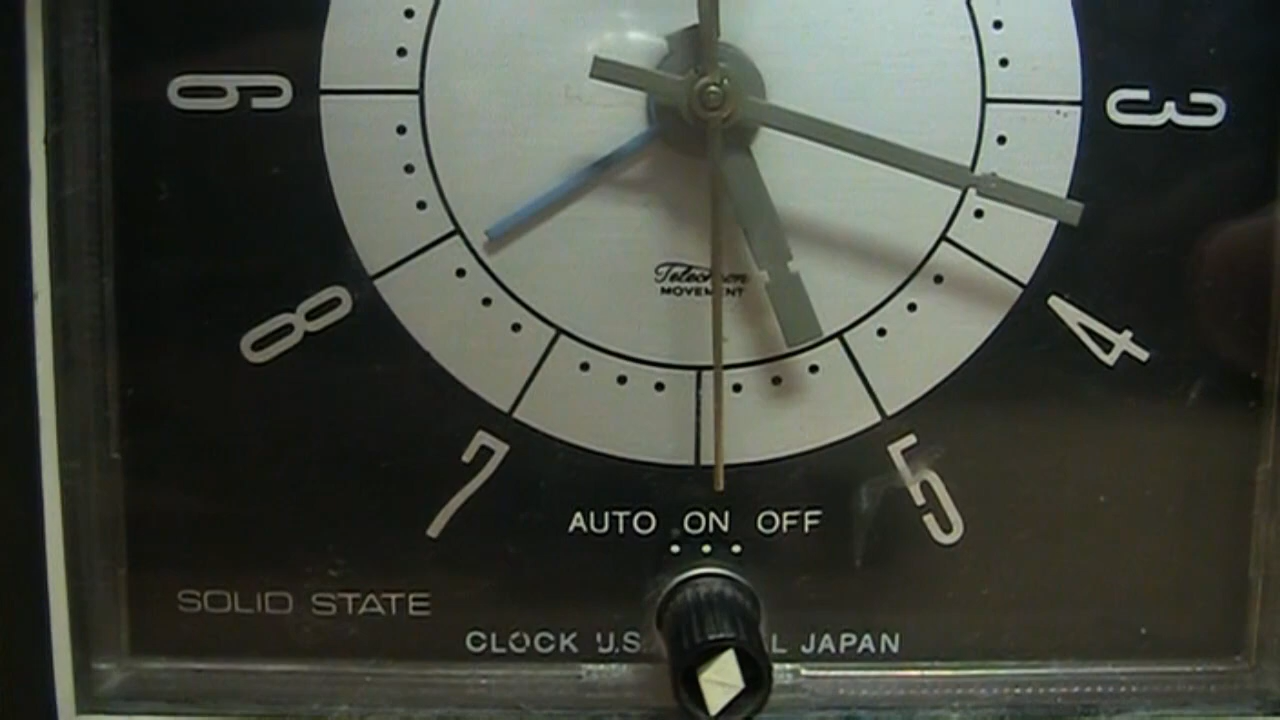 9 3
8 4
Telechron
MOVEMENT
7 5
AUTO ON OFF
SOLID STATE
CLOCK U.S. L JAPAN